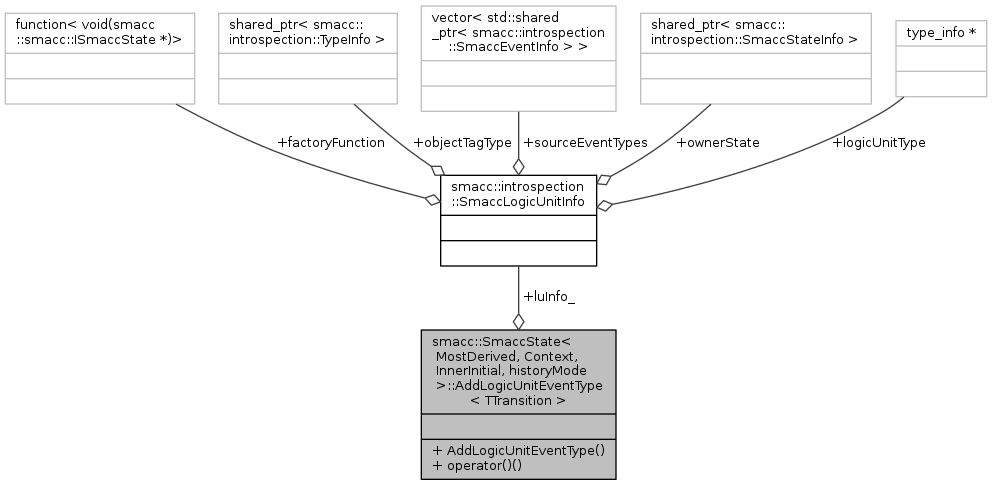 function< void(smacc
::smacc::ISmaccState *)>
shared_ptr< smacc::
introspection::TypeInfo >
vector< std::shared
_ptr< smacc::introspection
::SmaccEventInfo > >
shared_ptr< smacc::
introspection::SmaccStateInfo >
type_info *
+factoryFunction
+objectTagType
+sourceEventTypes
+ownerState
+logicUnitType
smacc::introspection
::SmaccLogicUnitInfo
+luInfo_
smacc::SmaccState<
MostDerived, Context,
InnerInitial, historyMode
>::AddLogicUnitEventType
< TTransition >
+ AddLogicUnitEventType()
+ operator()()